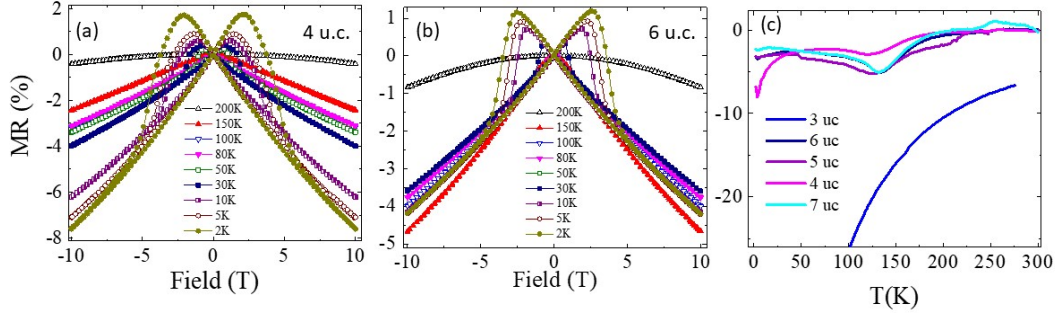 (a)
4 u.c.
MR (%)
2
0
-2
-4
-6
-8
200K
150K
100K
80K
50K
30K
10K
5K
2K
-10
-5
0
5
10
Field (T)
(b)
6 u.c.
1
0
-1
-2
-3
-4
-5
200K
150K
100K
80K
50K
30K
10K
5K
2K
-10
-5
0
5
10
Field (T)
(c)
0
-10
-20
3 uc
6 uc
5 uc
4 uc
7 uc
0
50
100
150
200
250
300
T(K)